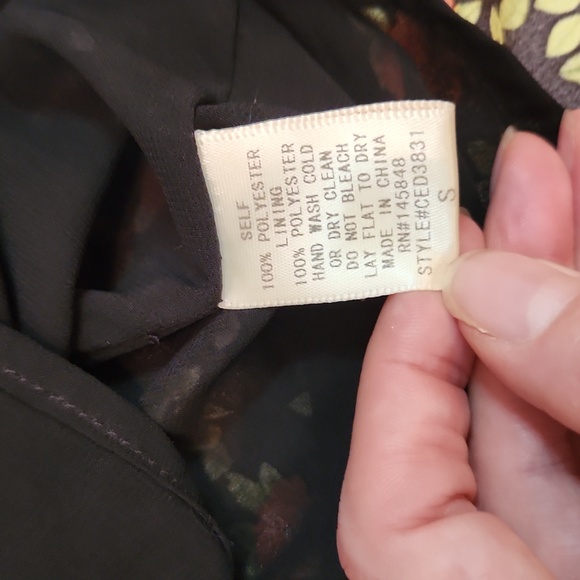 SELF
100% POLYESTER
LINING
100% POLYESTER
HAND WASH COLD
OR DRY CLEAN
DO NOT BLEACH
LAY FLAT TO DRY
MADE IN CHINA
RN#145848
STYLE#CED3831
S